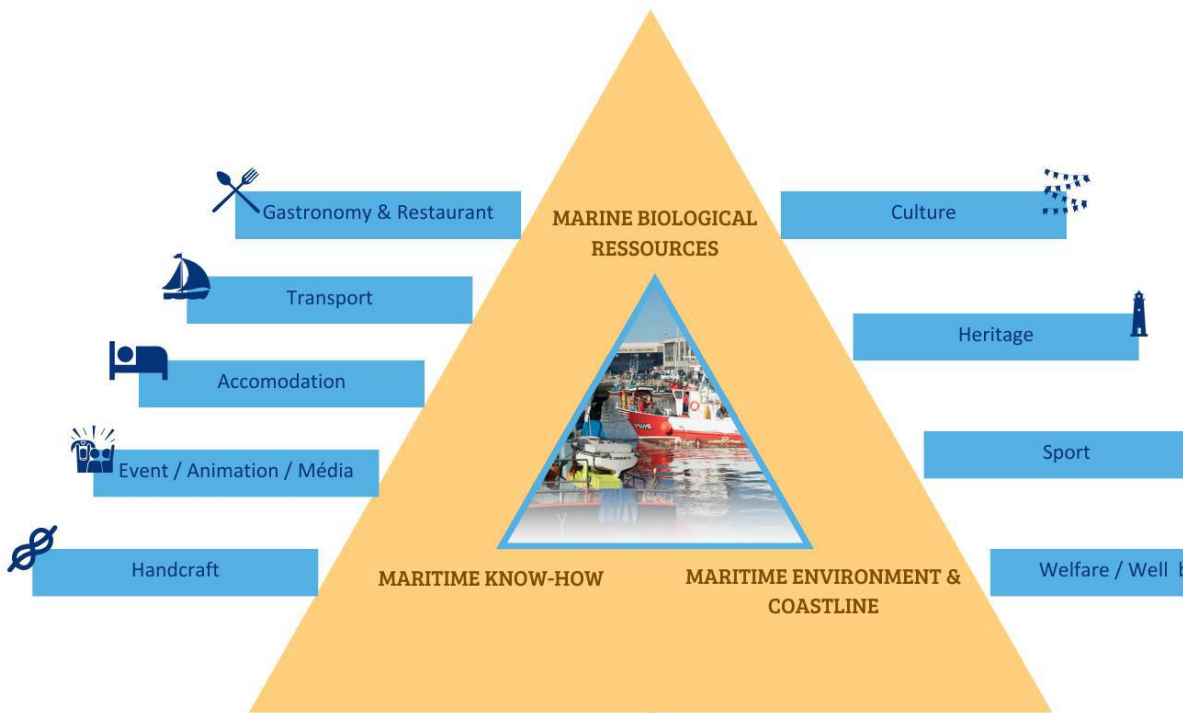 Gastronomy & Restaurant
Culture
MARINE BIOLOGICAL
RESSOURCES
Transport
Heritage
Accomodation
Sport
Event / Animation / Média
Handcraft
MARITIME KNOW-HOW
MARITIME ENVIRONMENT &
COASTLINE
Welfare / Well